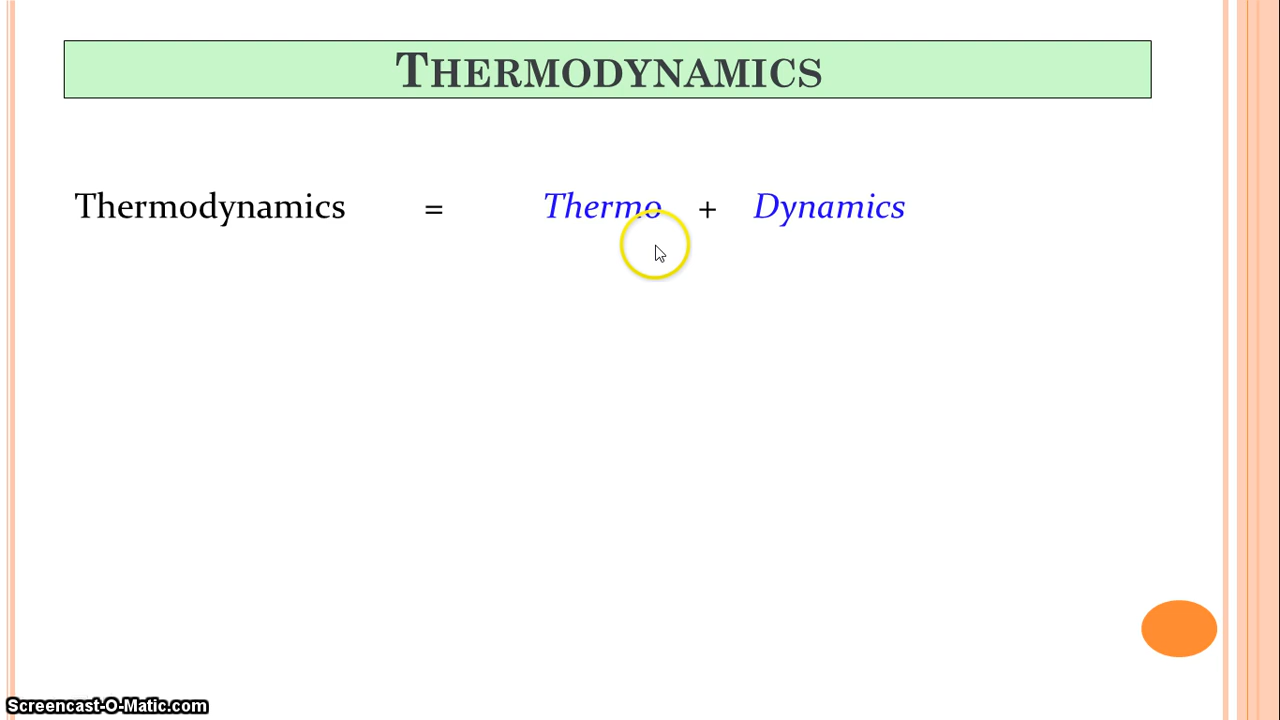 THERMODYNAMICS
Thermodynamics = Thermo + Dynamics
Screencast-O-Matic.com